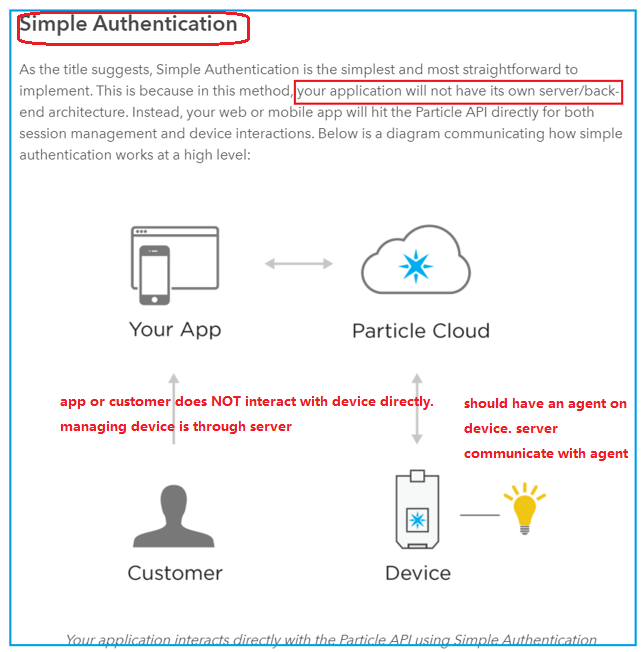 Simple Authentication
As the title suggests, Simple Authentication is the simplest and most straightforward to
implement. This is because in this method, your application will not have its own server/back-
end architecture. Instead, your web or mobile app will hit the Particle API directly for both
session management and device interactions. Below is a diagram communicating how simple
authentication works at a high level:
Your App
Particle Cloud
app or customer does NOT interact with device directly.
managing device is through server
should have an agent on
device. server
communicate with agent
Customer
Device
Your application interacts directly with the Particle API using Simple Authentication